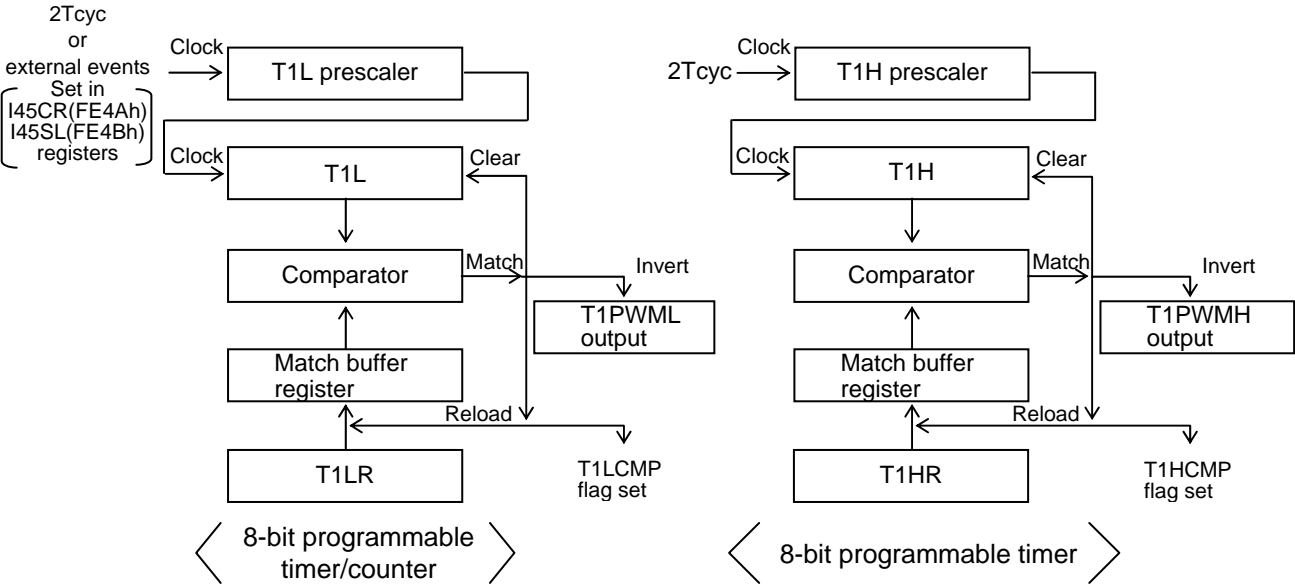 2Tcyc
or
external events
Set in
I45CR(FE4Ah)
I45SL(FE4Bh)
registers
Clock
T1L prescaler
Clock
T1L
Clear
Comparator
Match
Invert
T1PWML
output
Match buffer
register
Reload
T1LR
T1LCMP
flag set
8-bit programmable
timer/counter
2Tcyc
Clock
T1H prescaler
Clock
T1H
Clear
Comparator
Match
Invert
T1PWMH
output
Match buffer
register
Reload
T1HR
T1HCMP
flag set
8-bit programmable timer